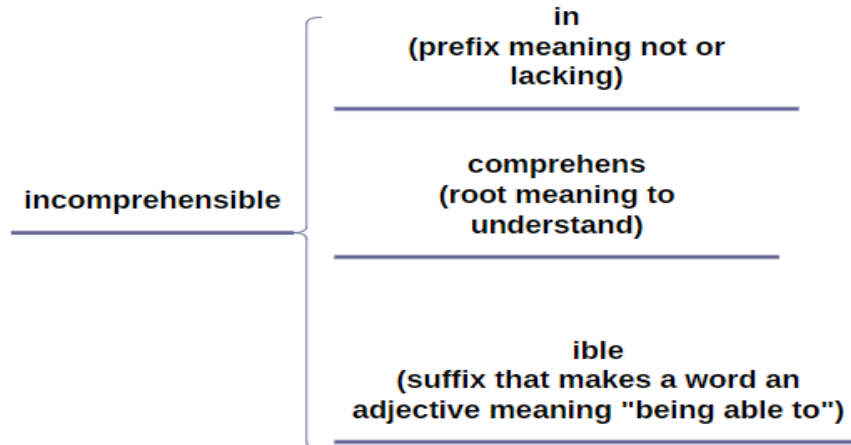 in
(prefix meaning not or
lacking)
comprehens
(root meaning to
understand)
incomprehensible
ible
(suffix that makes a word an
adjective meaning "being able to")